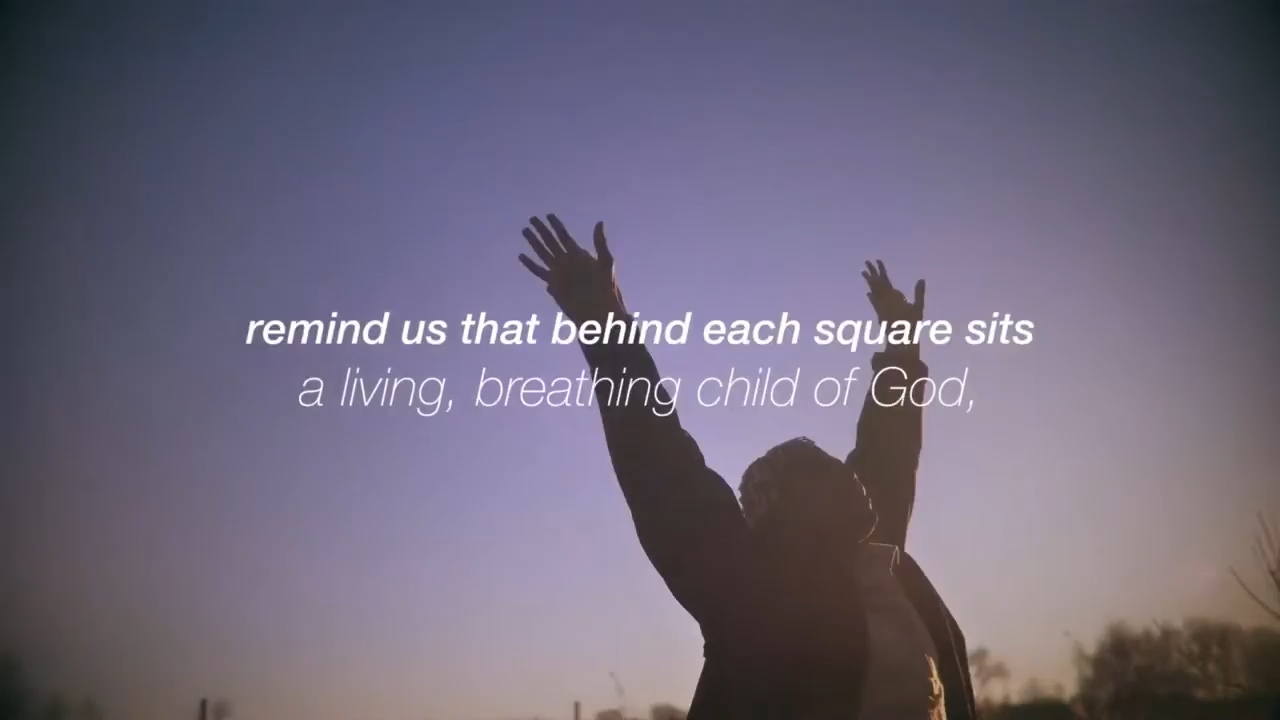 remind us that behind each square sits
a living, breathing child of God,